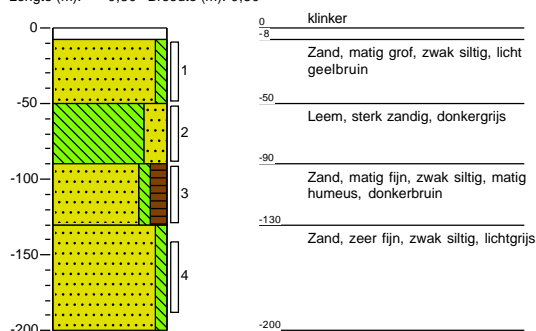 0
-50
-100
-150
-200
1
2
3
4
0
klinker
-8
Zand, matig grof, zwak siltig, licht
geelbruin
-50
Leem, sterk zandig, donkergrijs
-90
Zand, matig fijn, zwak siltig, matig
humeus, donkerbruin
-130
Zand, zeer fijn, zwak siltig, lichtgrijs
-200